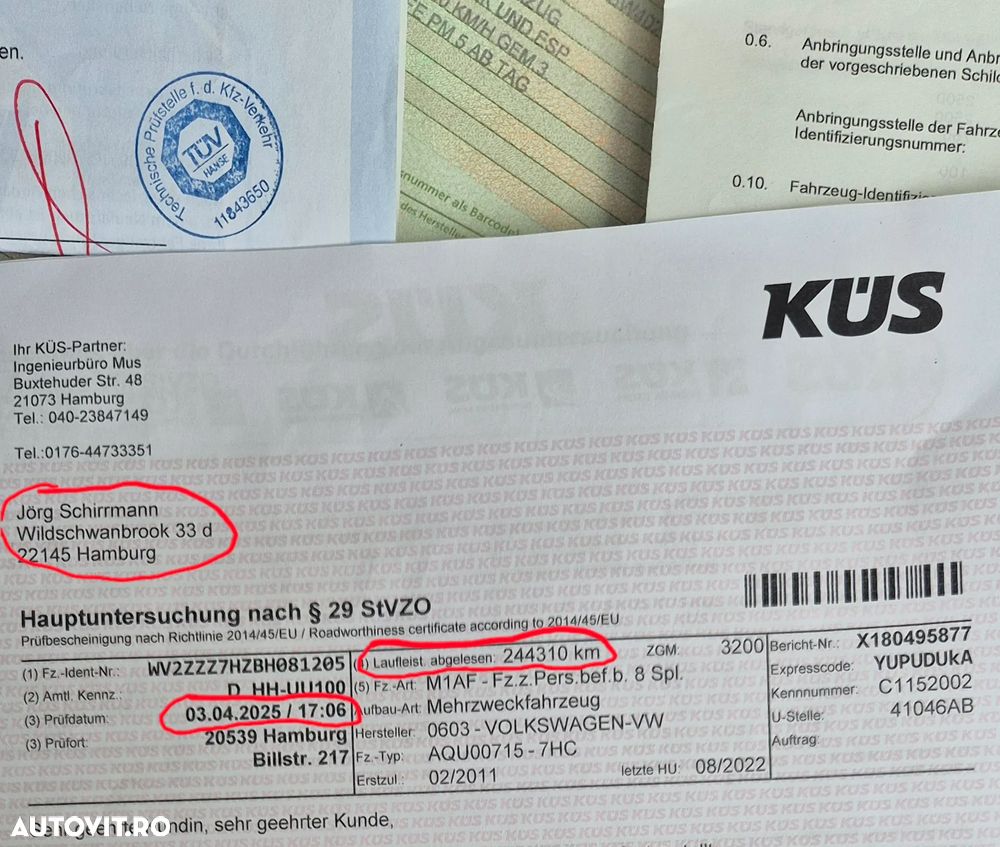 en.
Technische Prüfstelle f. d. Kfz-Verkehr
TÜV
HANSE
11843650
UND ESP
KM/H GEM.3
PM.5 AB TAG
snummer als Barcode
des Hersteller
0.6. Anbringungsstelle und Anbr
der vorgeschriebenen Schild
Anbringungsstelle der Fahrze
Identifizierungsnummer:
0.10. Fahrzeug-Identifizi
KÜS
Ihr KÜS-Partner:
Ingenieurbüro Mus
Buxtehuder Str. 48
21073 Hamburg
Tel.: 040-23847149
Tel.:0176-44733351
Jörg Schirrmann
Wildschwanbrook 33 d
22145 Hamburg
Hauptuntersuchung nach § 29 StVZO
Prüfbescheinigung nach Richtlinie 2014/45/EU / Roadworthiness certificate according to 2014/45/EU
(1) Fz.-Ident-Nr.: WV2ZZZ7HZBH081205
(2) Amtl. Kennz.: D HH-UU100
(3) Prüfdatum: 03.04.2025 / 17:06
(3) Prüfort: 20539 Hamburg
Billstr. 217
(4) Laufleist. abgelesen: 244310 km ZGM: 3200
(5) Fz.-Art: M1AF - Fz.z.Pers.bef.b. 8 Spl.
Aufbau-Art: Mehrzweckfahrzeug
Hersteller: 0603 - VOLKSWAGEN-VW
Fz.-Typ: AQU00715 - 7HC
Erstzul.: 02/2011 letzte HU: 08/2022
Bericht-Nr.: X180495877
Expresscode: YUPUDUkA
Kennnummer: C1152002
U-Stelle: 41046AB
Auftrag:
sehr geehrter Kunde,
AUTOVIT.RO